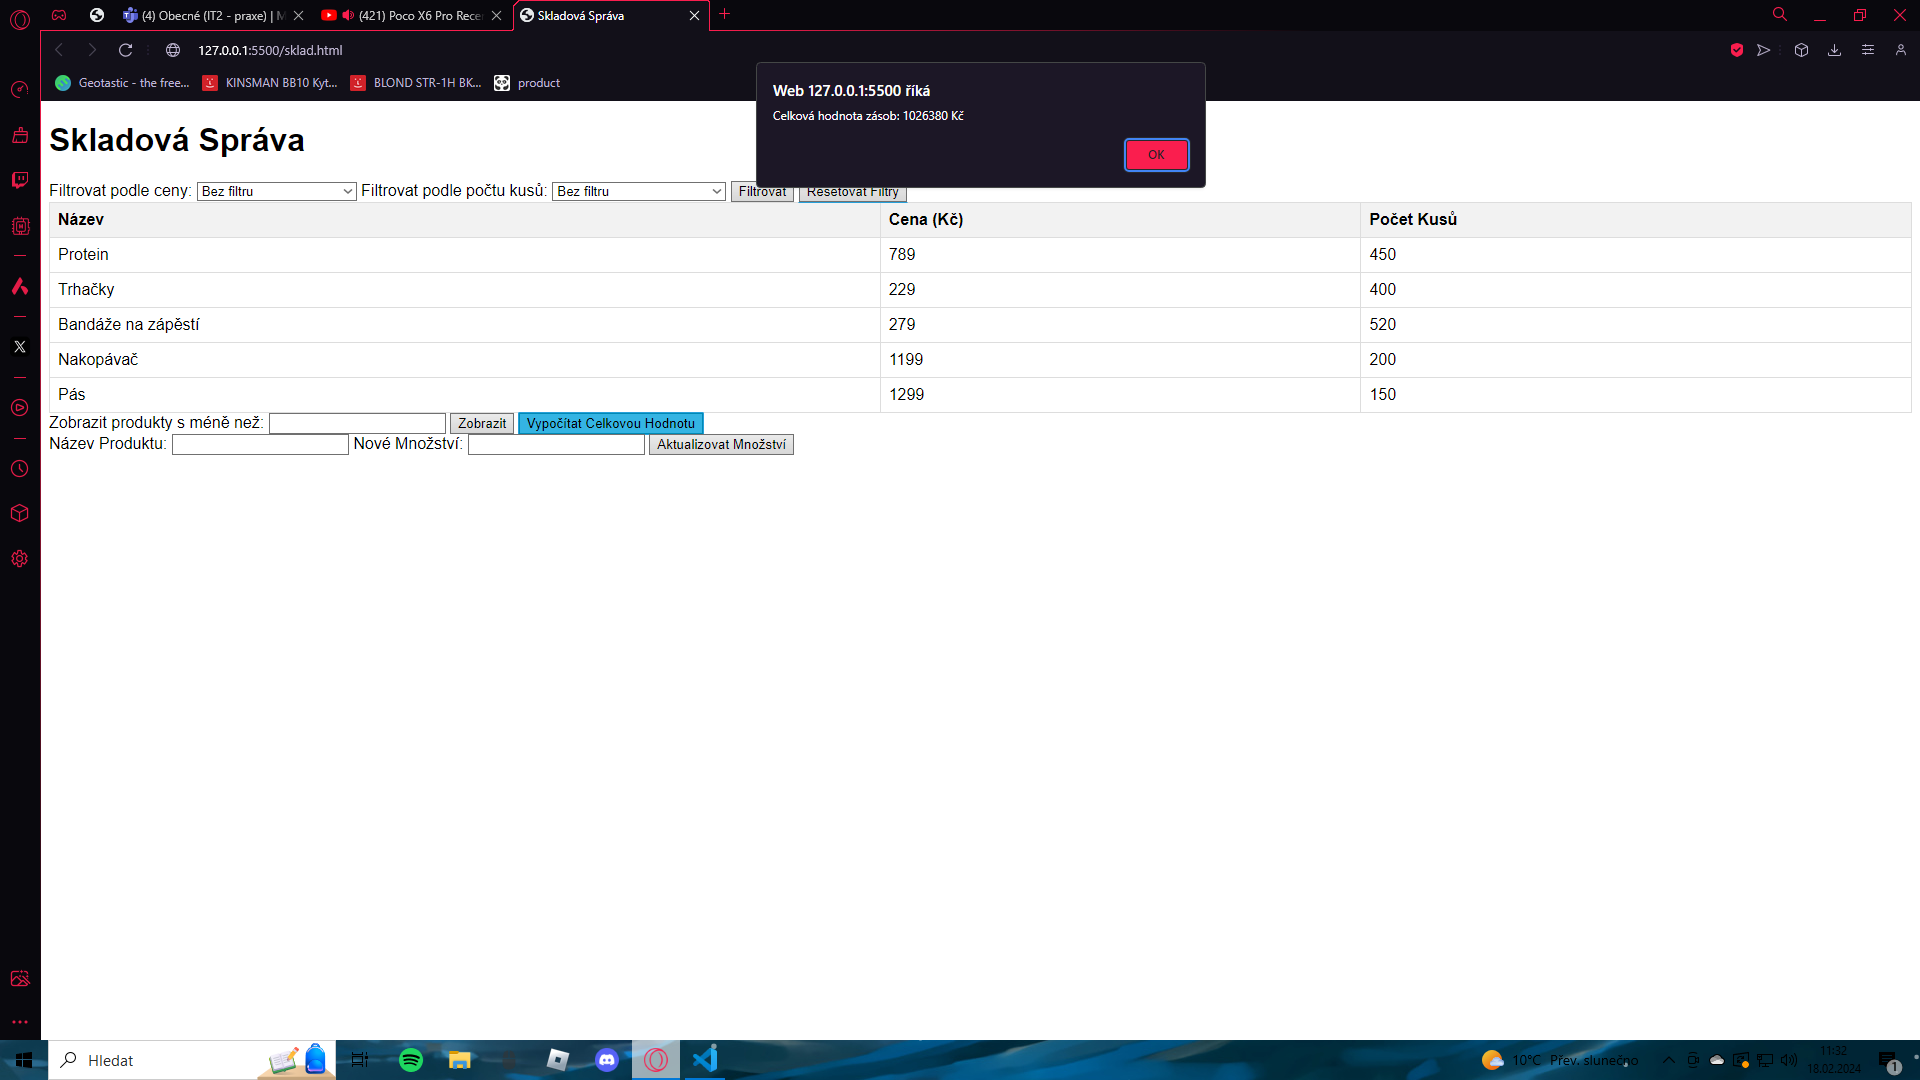 (4) Obecné (IT2 - praxe) | M
(421) Poco X6 Pro Rece
Skladová Správa
127.0.0.1:5500/sklad.html
Geotastic - the free...
KINSMAN BB10 Kyt...
BLOND STR-1H BK...
product
Web 127.0.0.1:5500 říká
Celková hodnota zásob: 1026380 Kč
OK
Skladová Správa
Filtrovat podle ceny: Bez filtru Filtrovat podle počtu kusů: Bez filtru Filtrovat Resetovat Filtry
Název Cena (Kč) Počet Kusů
Protein 789 450
Trhačky 229 400
Bandáže na zápěstí 279 520
Nakopávač 1199 200
Pás 1299 150
Zobrazit produkty s méně než: Zobrazit Vypočítat Celkovou Hodnotu
Název Produktu: Nové Množství: Aktualizovat Množství
Hledat
10°C Přev. slunečno
11:32
18.02.2024
1